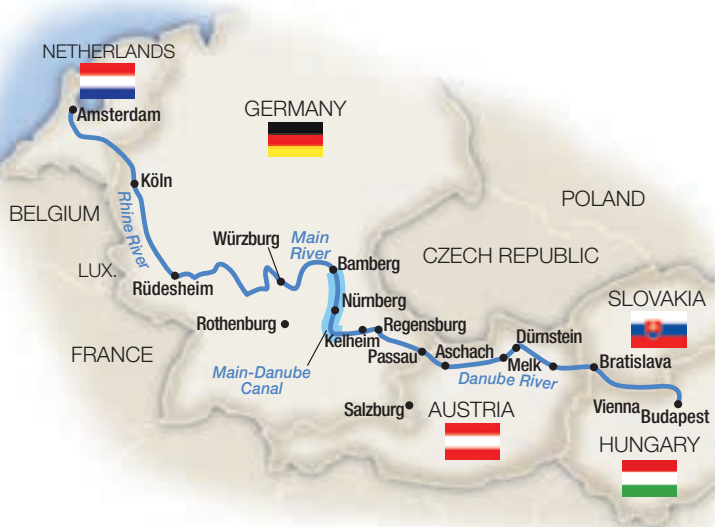 NETHERLANDS
Amsterdam
GERMANY
Köln
BELGIUM
Rhine River
POLAND
LUX.
Würzburg
Main
River
Bamberg
CZECH REPUBLIC
Rüdesheim
Nürnberg
SLOVAKIA
Rothenburg
Kelheim
Regensburg
Dürnstein
FRANCE
Passau
Aschach
Melk
Bratislava
Main-Danube
Canal
Danube River
Salzburg
AUSTRIA
Vienna
Budapest
HUNGARY